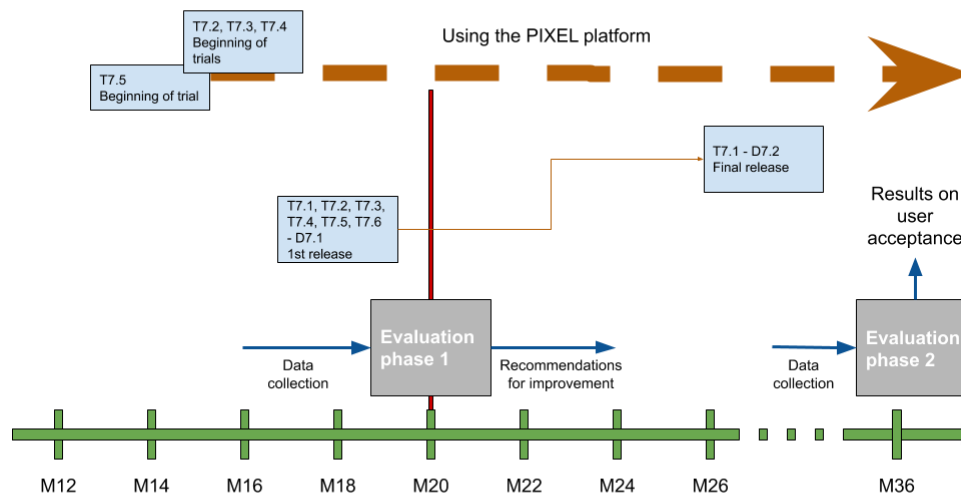 T7.2, T7.3, T7.4
Beginning of
trials
Using the PIXEL platform
T7.5
Beginning of trial
T7.1 - D7.2
Final release
T7.1, T7.2, T7.3,
T7.4, T7.5, T7.6
- D7.1
1st release
Results on
user
acceptance
Evaluation
phase 1
Evaluation
phase 2
Data
collection
Recommendations
for improvement
Data
collection
M12
M14
M16
M18
M20
M22
M24
M26
M36